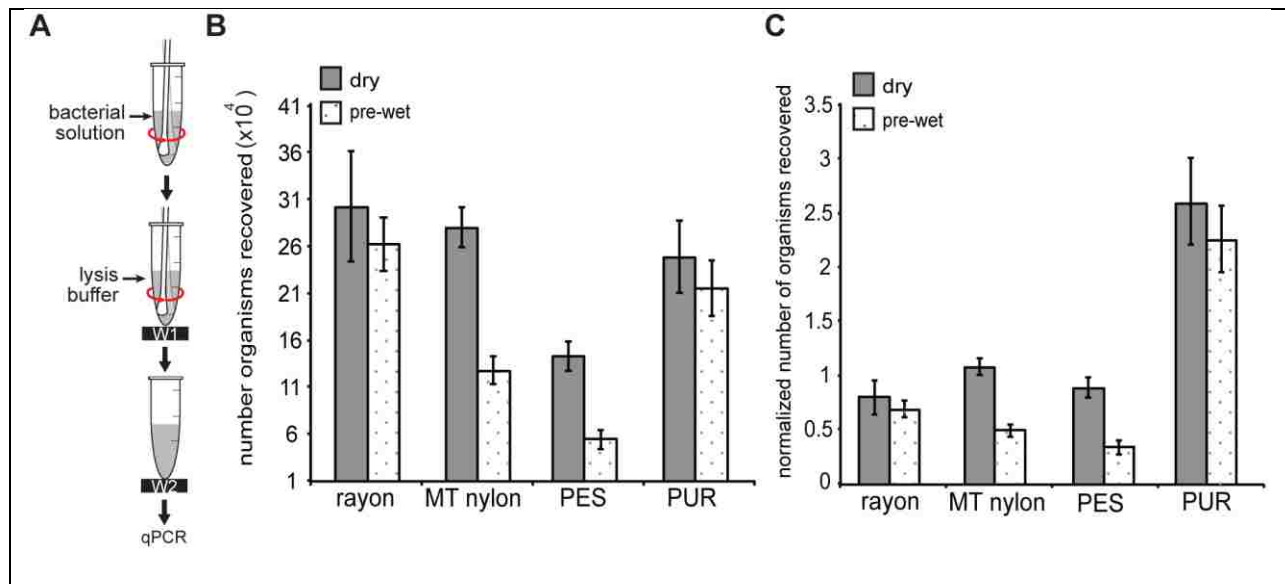 A
bacterial
solution
lysis
buffer
W1
W2
qPCR
B
dry
pre-wet
number organisms recovered (x10⁴)
41
36
31
26
21
16
11
6
1
rayon MT nylon PES PUR
C
dry
pre-wet
normalized number of organisms recovered
3.5
3
2.5
2
1.5
1
0.5
0
rayon MT nylon PES PUR